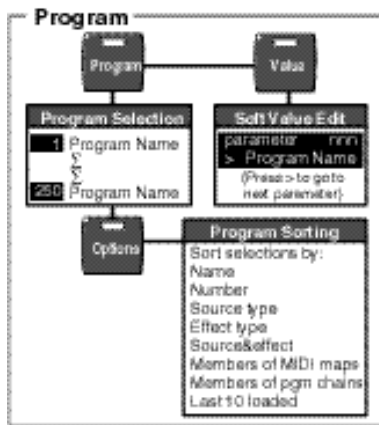 Program
Program
Value
Program Selection
1 Program Name
250 Program Name
Soft Value Edit
parameter nnn
> Program Name
(Press > to go to
next parameter)
Options
Program Sorting
Sort selections by:
Name
Number
Source type
Effect type
Source&effect
Members of MIDI maps
Members of pgm chains
Last 10 loaded